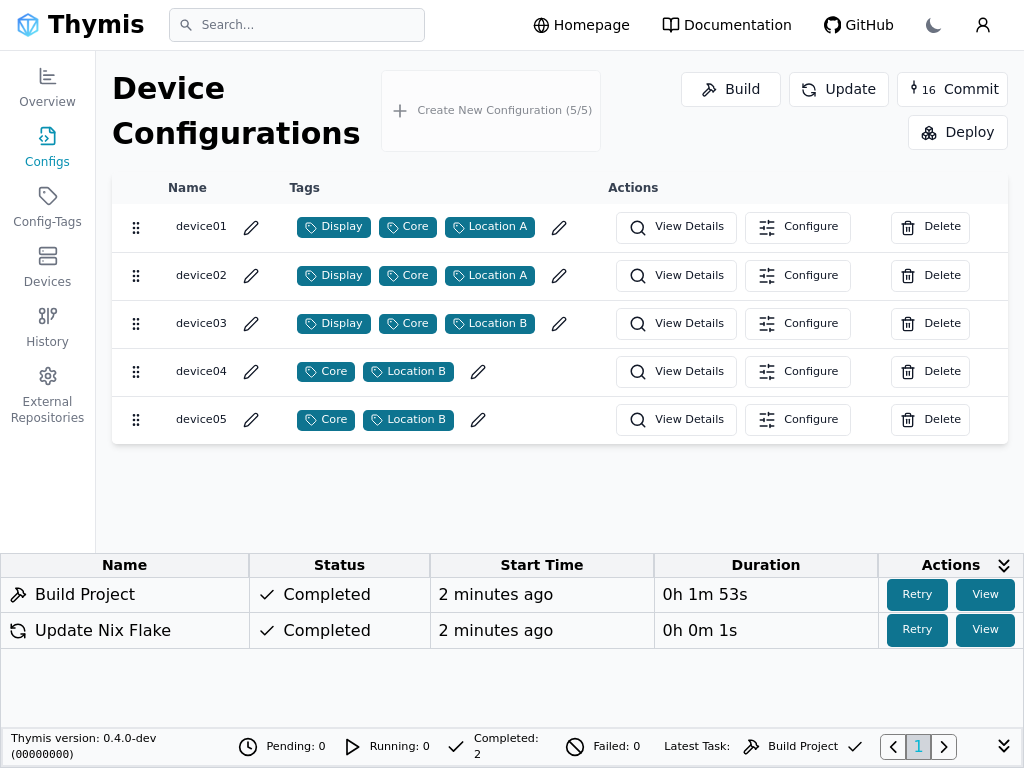 Thymis
Search...
Homepage
Documentation
GitHub
Overview
Configs
Config-Tags
Devices
History
External
Repositories
Device
Configurations
Create New Configuration (5/5)
Build
Update
16 Commit
Deploy
Name Tags Actions
device01 Display Core Location A View Details Configure Delete
device02 Display Core Location A View Details Configure Delete
device03 Display Core Location B View Details Configure Delete
device04 Core Location B View Details Configure Delete
device05 Core Location B View Details Configure Delete
Name Status Start Time Duration Actions
Build Project Completed 2 minutes ago 0h 1m 53s Retry View
Update Nix Flake Completed 2 minutes ago 0h 0m 1s Retry View
Thymis version: 0.4.0-dev
(00000000)
Pending: 0
Running: 0
Completed:
2
Failed: 0
Latest Task: Build Project
1